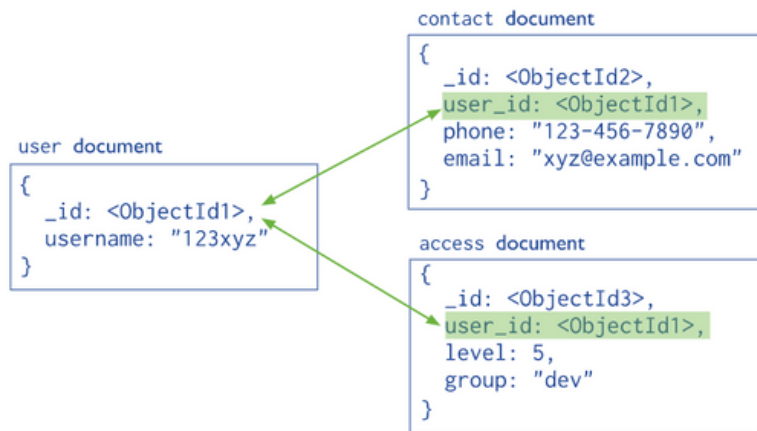 contact document
{
_id: <ObjectId2>,
user_id: <ObjectId1>,
phone: "123-456-7890",
email: "xyz@example.com"
}
user document
{
_id: <ObjectId1>,
username: "123xyz"
}
access document
{
_id: <ObjectId3>,
user_id: <ObjectId1>,
level: 5,
group: "dev"
}